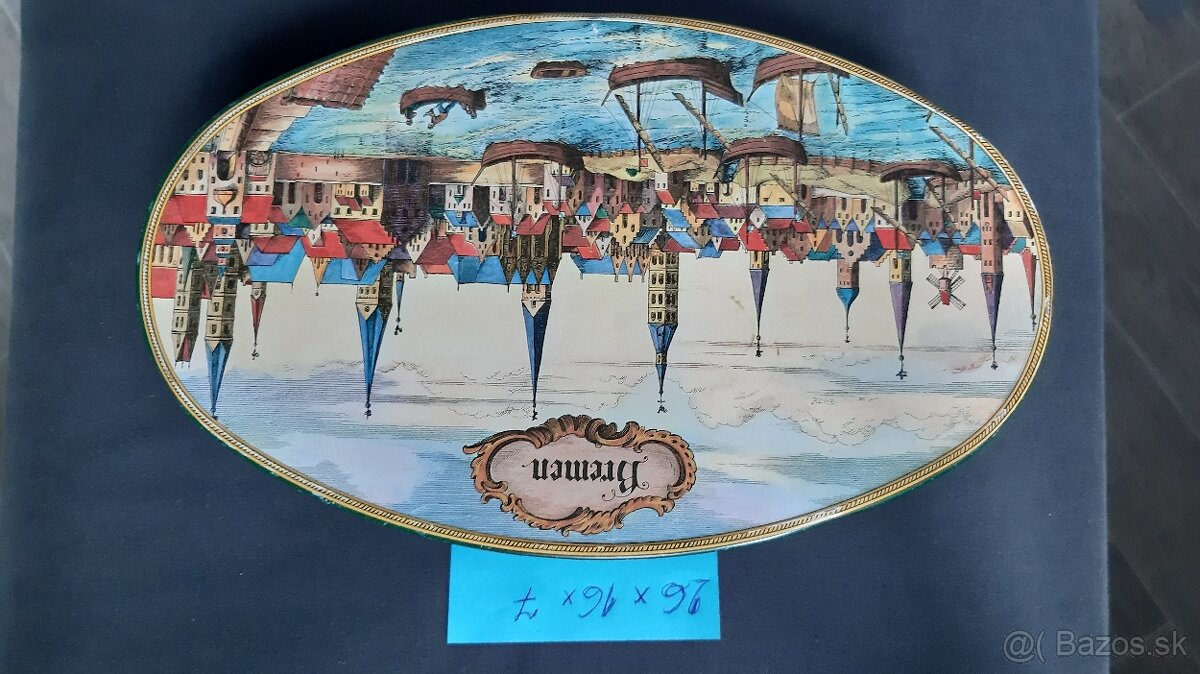 Bremen
26 x 16 x 7
@( Bazos.sk